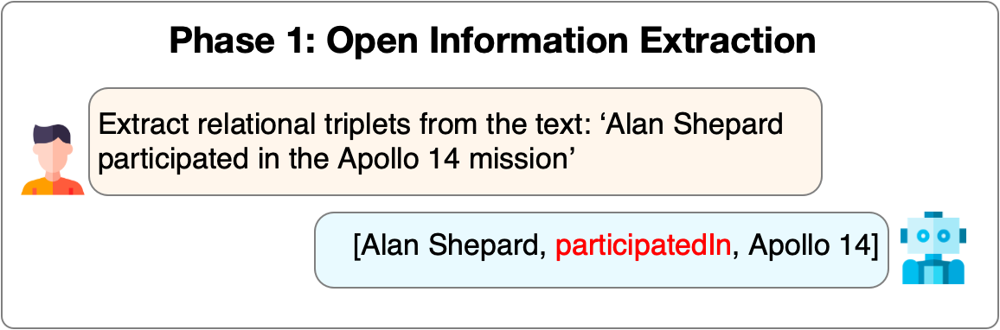 Phase 1: Open Information Extraction
Extract relational triplets from the text: ‘Alan Shepard
participated in the Apollo 14 mission’
[Alan Shepard, participatedIn, Apollo 14]